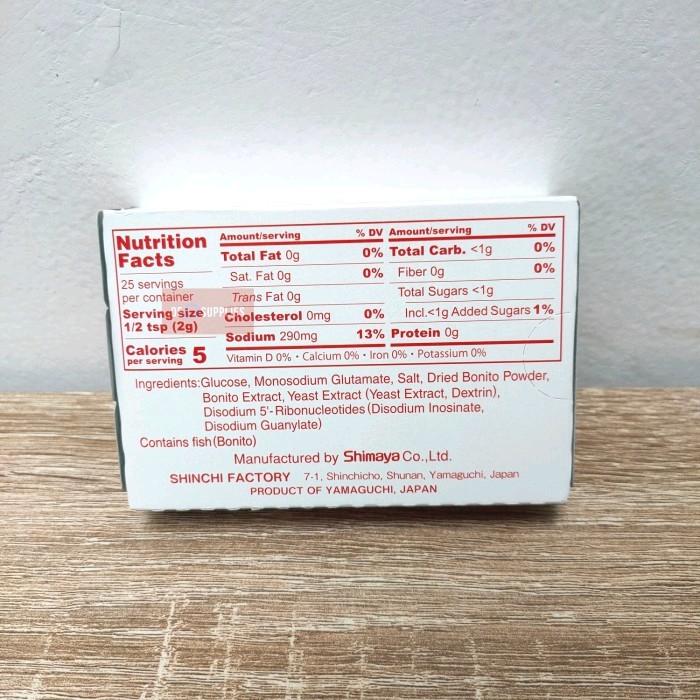 Nutrition
Facts
25 servings
per container
Serving size
1/2 tsp (2g)
Calories
per serving 5
Amount/serving % DV
Total Fat 0g 0%
Sat. Fat 0g 0%
Trans Fat 0g
Cholesterol 0mg 0%
Sodium 290mg 13%
Amount/serving % DV
Total Carb. <1g 0%
Fiber 0g 0%
Total Sugars <1g
Incl.<1g Added Sugars 1%
Protein 0g
Vitamin D 0% • Calcium 0% • Iron 0% • Potassium 0%
Ingredients:Glucose, Monosodium Glutamate, Salt, Dried Bonito Powder,
Bonito Extract, Yeast Extract (Yeast Extract, Dextrin),
Disodium 5'-Ribonucleotides (Disodium Inosinate,
Disodium Guanylate)
Contains fish (Bonito)
Manufactured by Shimaya Co.,Ltd.
SHINCHI FACTORY 7-1, Shinchicho, Shunan, Yamaguchi, Japan
PRODUCT OF YAMAGUCHI, JAPAN
SUPPLIES